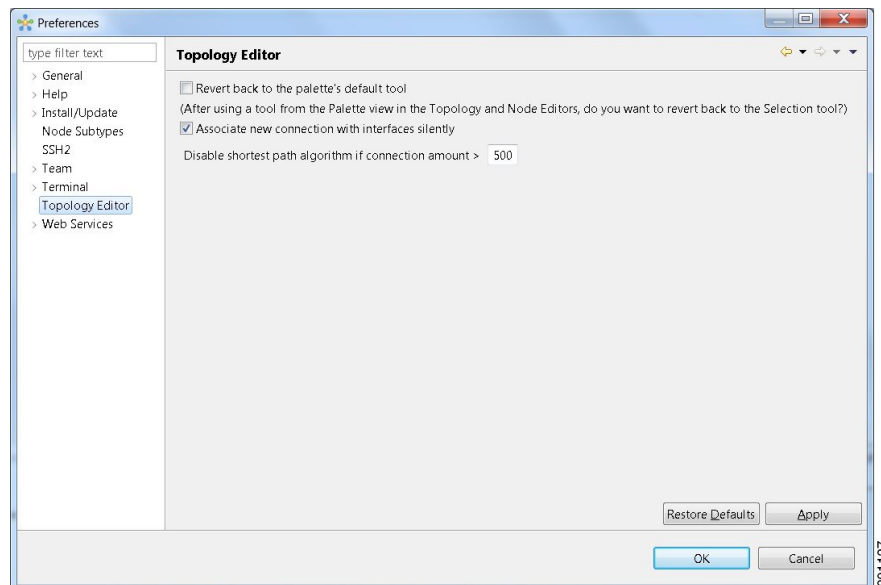 Preferences
type filter text
General
Help
Install/Update
Node Subtypes
SSH2
Team
Terminal
Topology Editor
Web Services
Topology Editor
Revert back to the palette's default tool
(After using a tool from the Palette view in the Topology and Node Editors, do you want to revert back to the Selection tool?)
Associate new connection with interfaces silently
Disable shortest path algorithm if connection amount > 500
Restore Defaults
Apply
OK
Cancel